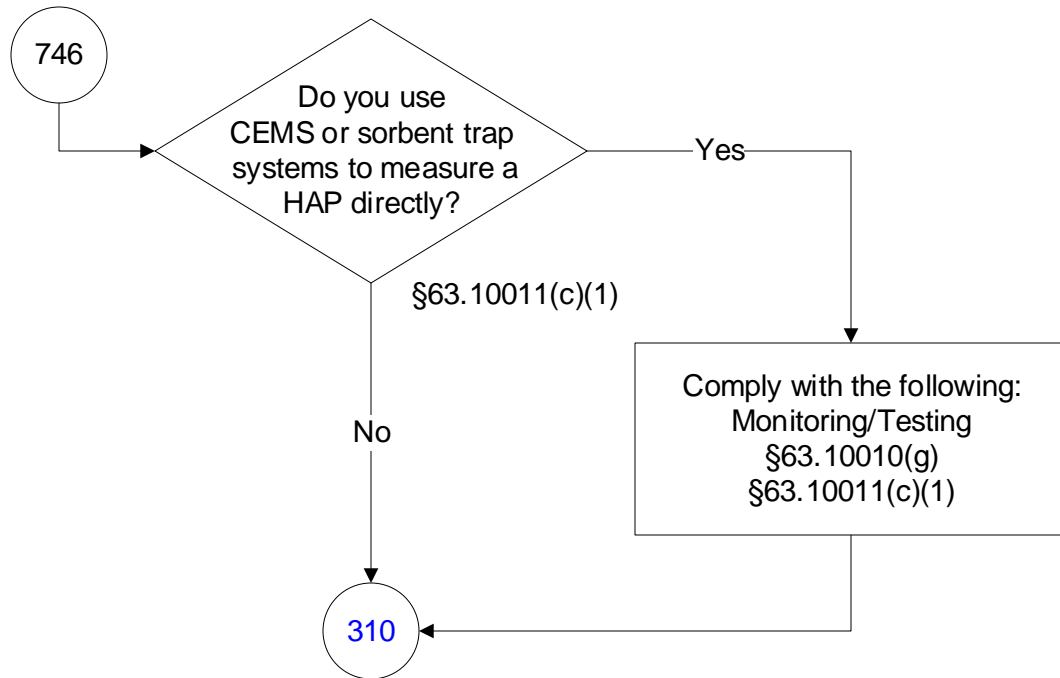 746
Do you use
CEMS or sorbent trap
systems to measure a
HAP directly?
Yes
§63.10011(c)(1)
Comply with the following:
Monitoring/Testing
§63.10010(g)
§63.10011(c)(1)
No
310